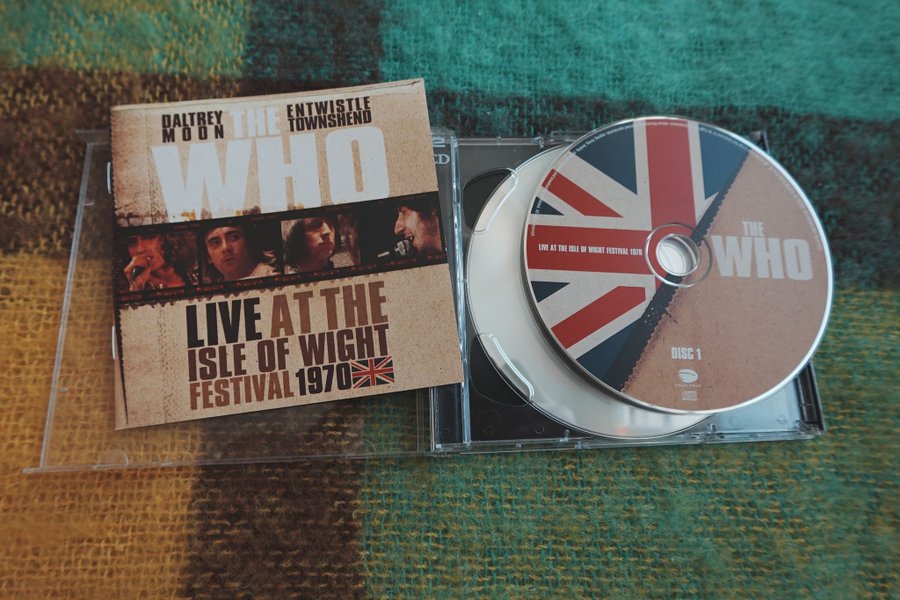 DALTREY
MOON
THE
ENTWISTLE
TOWNSHEND
WHO
LIVE AT THE
ISLE OF WIGHT
FESTIVAL 1970
CD
LIVE AT THE ISLE OF WIGHT FESTIVAL 1970
THE
WHO
DISC 1